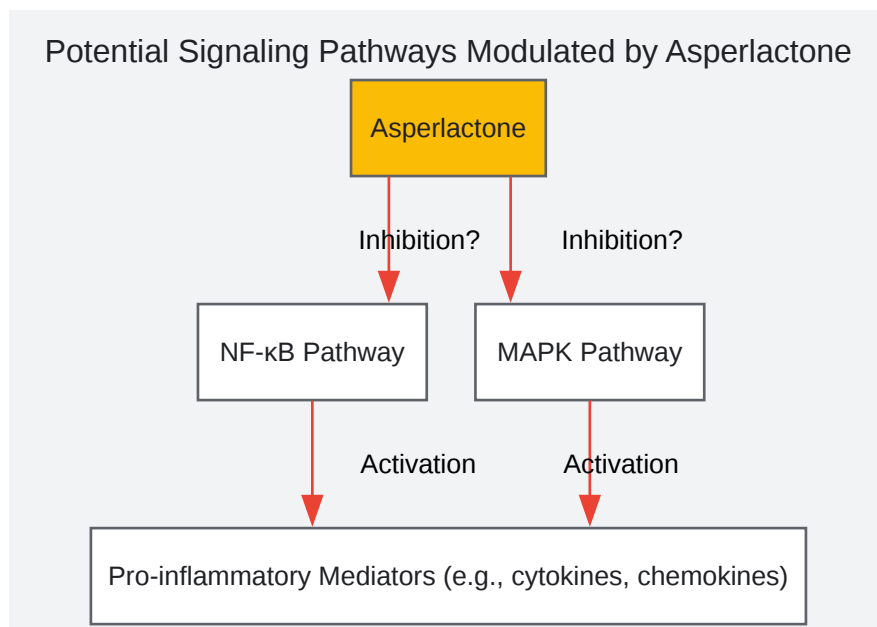 Potential Signaling Pathways Modulated by Asperlactone
Asperlactone
Inhibition? Inhibition?
NF-κB Pathway MAPK Pathway
Activation Activation
Pro-inflammatory Mediators (e.g., cytokines, chemokines)